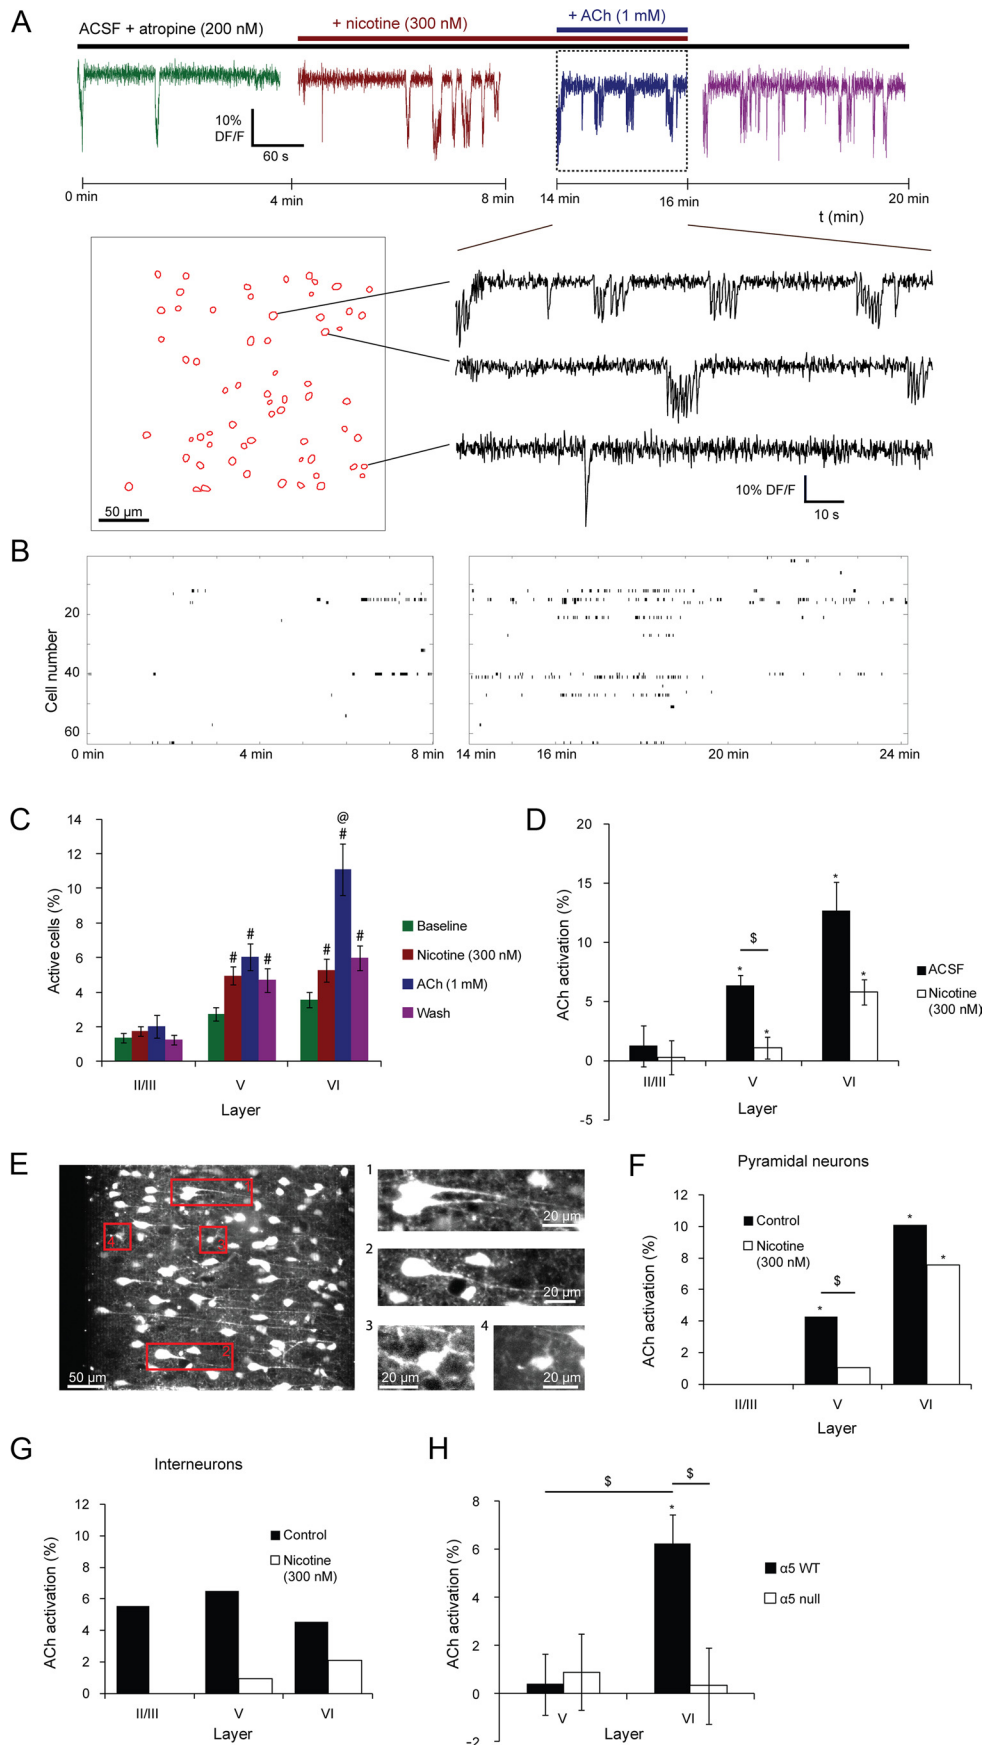 A
ACSF + atropine (200 nM)
+ nicotine (300 nM)
+ ACh (1 mM)
10%
DF/F
60 s
0 min
4 min
8 min
14 min
16 min
20 min
t (min)
50 µm
10% DF/F
10 s
B
Cell number
20
40
60
0 min
4 min
8 min
14 min
16 min
20 min
24 min
C
Active cells (%)
14
12
10
8
6
4
2
0
# # #
# @ # #
II/III
V
VI
Layer
Baseline
Nicotine (300 nM)
ACh (1 mM)
Wash
D
ACh activation (%)
20
15
10
5
0
-5
$
* *
* *
II/III
V
VI
Layer
ACSF
Nicotine
(300 nM)
E
1
2
3
4
50 µm
1
20 µm
2
20 µm
3
20 µm
4
20 µm
F
Pyramidal neurons
ACh activation (%)
12
10
8
6
4
2
0
Control
Nicotine
(300 nM)
$
*
* *
II/III
V
VI
Layer
G
Interneurons
ACh activation (%)
12
10
8
6
4
2
0
Control
Nicotine
(300 nM)
II/III
V
VI
Layer
H
ACh activation (%)
8
6
4
2
0
-2
$
$
*
α5 WT
α5 null
V
VI
Layer